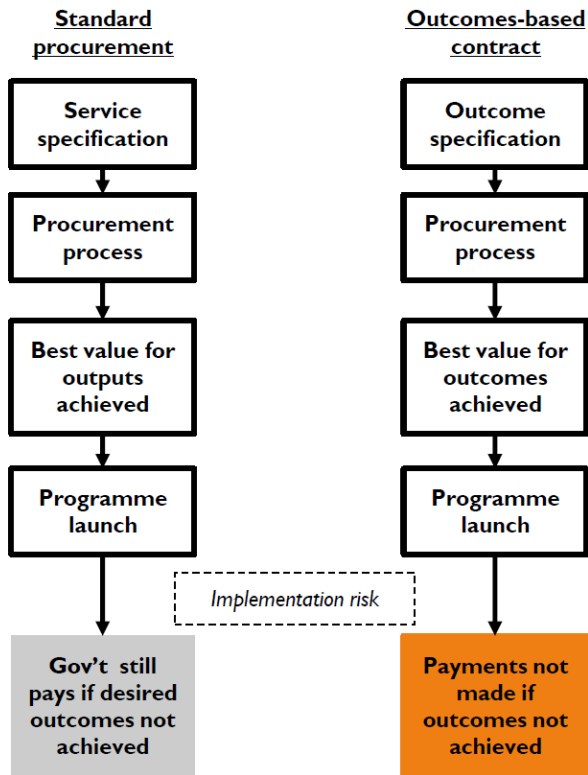 Standard
procurement
Service
specification
Procurement
process
Best value for
outputs
achieved
Programme
launch
Gov't still
pays if desired
outcomes not
achieved
Implementation risk
Outcomes-based
contract
Outcome
specification
Procurement
process
Best value for
outcomes
achieved
Programme
launch
Payments not
made if
outcomes not
achieved